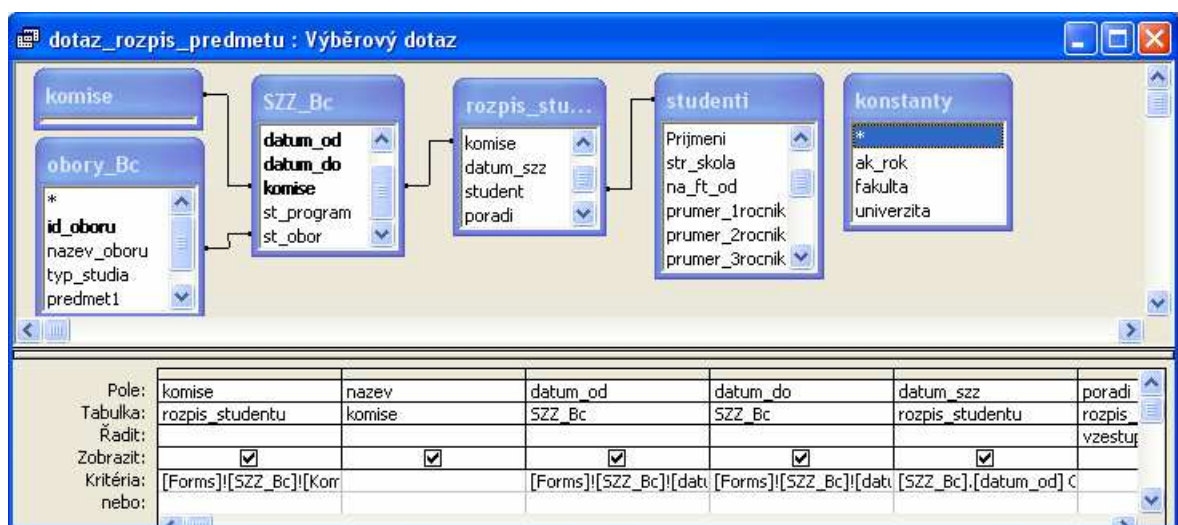 dotaz_rozpis_predmetu : Výběrový dotaz
komise
obory_Bc
*
id_oboru
nazev_oboru
typ_studia
predmet1
SZZ_Bc
datum_od
datum_do
komise
st_program
st_obor
rozpis_stu...
komise
datum_szz
student
poradi
studenti
Prijmeni
str_skola
na_ft_od
prumer_1rocnik
prumer_2rocnik
prumer_3rocnik
konstanty
*
ak_rok
fakulta
univerzita
Pole: komise nazev datum_od datum_do datum_szz poradi
Tabulka: rozpis_studentu komise SZZ_Bc SZZ_Bc rozpis_studentu rozpis_
Řadit: vzestup
Zobrazit:
Kritéria: [Forms]![SZZ_Bc]![Kom [Forms]![SZZ_Bc]![datu [Forms]![SZZ_Bc]![datu [SZZ_Bc].[datum_od]
nebo: